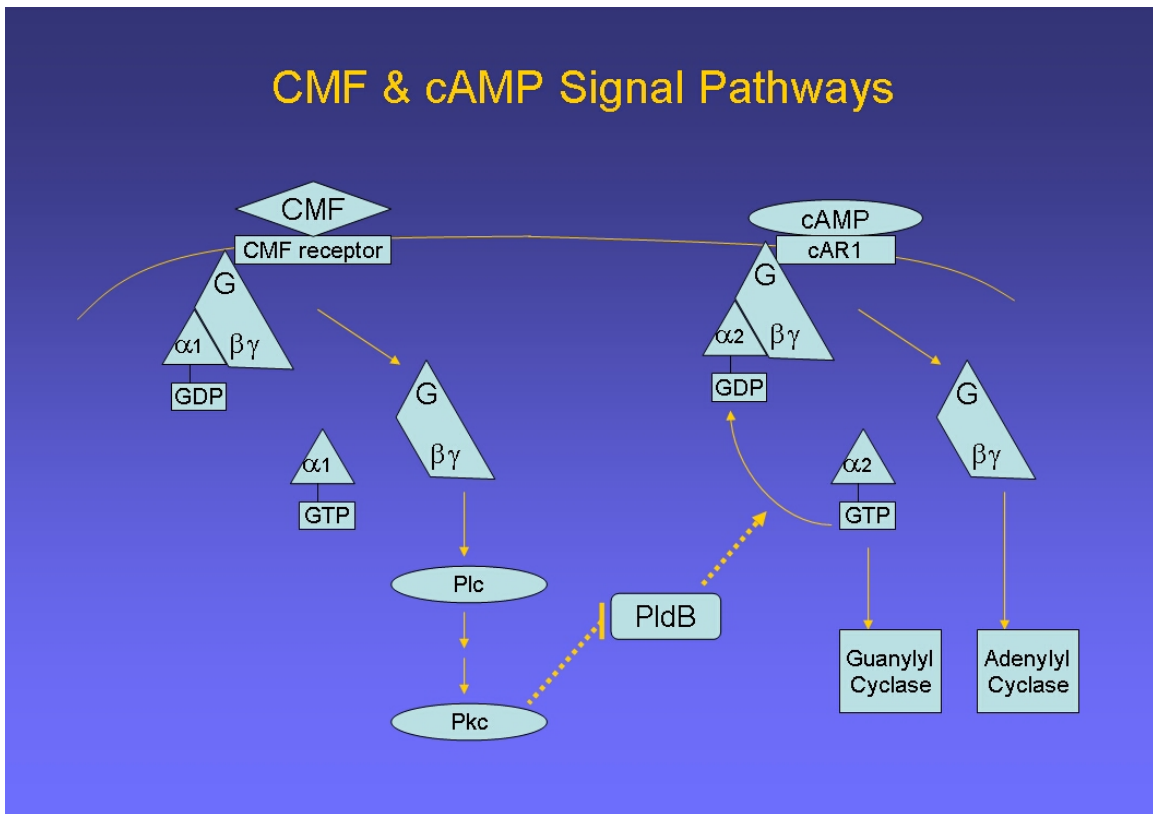 CMF & cAMP Signal Pathways
CMF
CMF receptor
G
α1
βγ
GDP
α1
GTP
G
βγ
Plc
Pkc
PldB
cAMP
cAR1
G
α2
βγ
GDP
α2
GTP
G
βγ
Guanylyl
Cyclase
Adenylyl
Cyclase